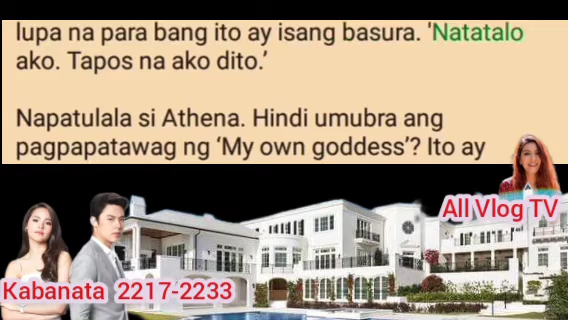 lupa na para bang ito ay isang basura. 'Natatalo
ako. Tapos na ako dito.’
Napatulala si Athena. Hindi umubra ang
pagpapatawag ng ‘My own goddess’? Ito ay
All Vlog TV
Kabanata 2217-2233